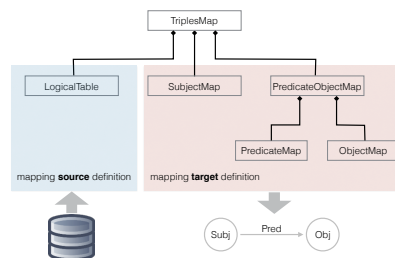 TriplesMap
LogicalTable
SubjectMap
PredicateObjectMap
PredicateMap
ObjectMap
mapping source definition
mapping target definition
Subj
Pred
Obj